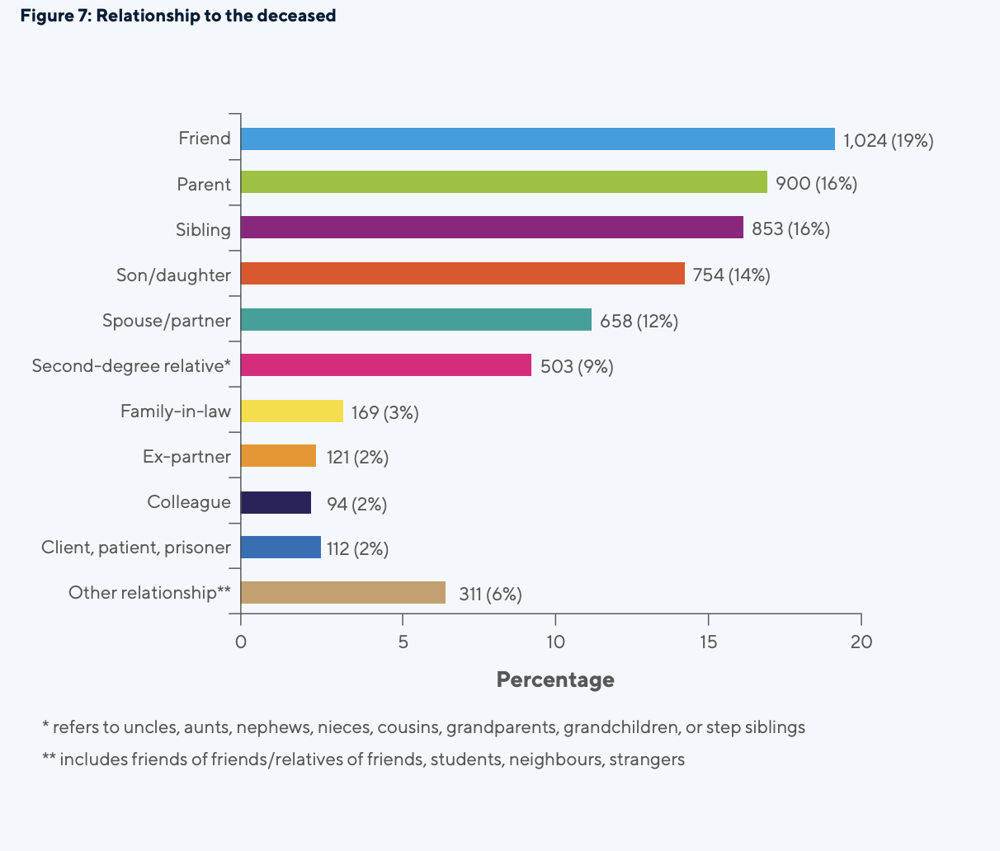 Figure 7: Relationship to the deceased
Friend 1,024 (19%)
Parent 900 (16%)
Sibling 853 (16%)
Son/daughter 754 (14%)
Spouse/partner 658 (12%)
Second-degree relative* 503 (9%)
Family-in-law 169 (3%)
Ex-partner 121 (2%)
Colleague 94 (2%)
Client, patient, prisoner 112 (2%)
Other relationship** 311 (6%)
0 5 10 15 20
Percentage
* refers to uncles, aunts, nephews, nieces, cousins, grandparents, grandchildren, or step siblings
** includes friends of friends/relatives of friends, students, neighbours, strangers